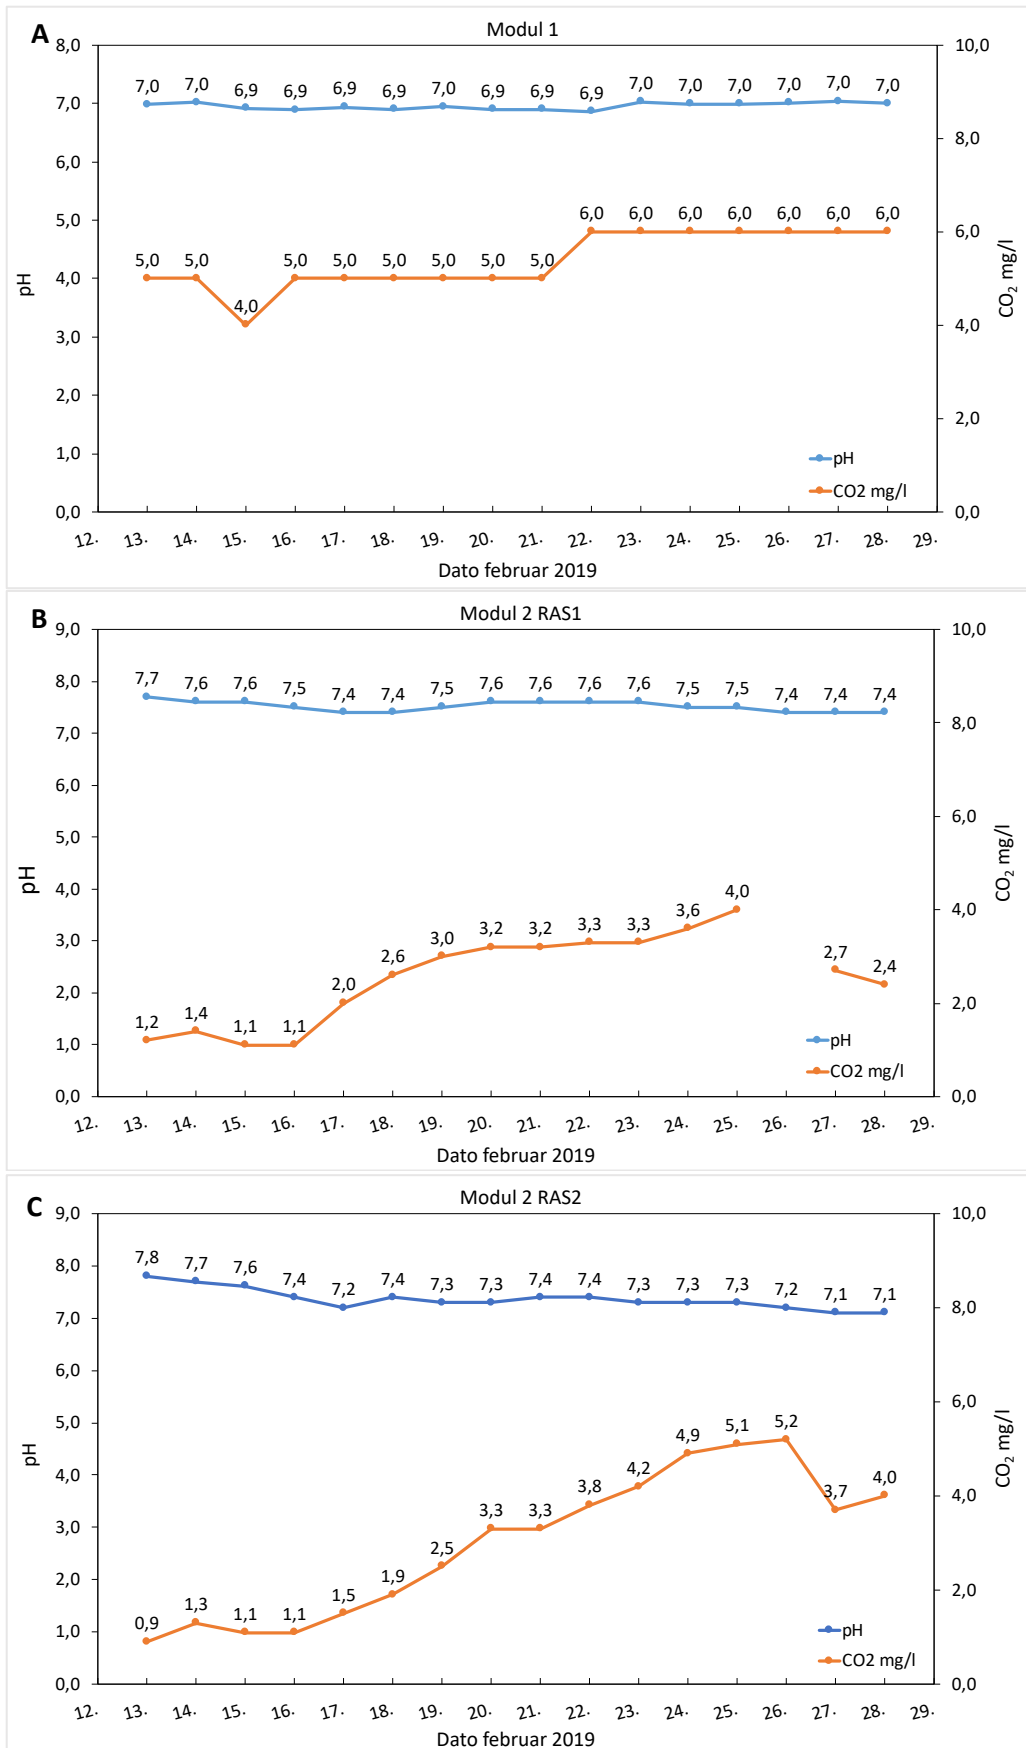 A
Modul 1
8,0
7,0
6,0
5,0
4,0
3,0
2,0
1,0
0,0
pH
10,0
8,0
6,0
4,0
2,0
0,0
CO₂ mg/l
7,0 7,0 6,9 6,9 6,9 6,9 7,0 6,9 6,9 6,9 7,0 7,0 7,0 7,0 7,0 7,0
5,0 5,0 4,0 5,0 5,0 5,0 5,0 5,0 5,0 6,0 6,0 6,0 6,0 6,0 6,0 6,0
pH
CO2 mg/l
12. 13. 14. 15. 16. 17. 18. 19. 20. 21. 22. 23. 24. 25. 26. 27. 28. 29.
Dato februar 2019
B
Modul 2 RAS1
9,0
8,0
7,0
6,0
5,0
4,0
3,0
2,0
1,0
0,0
pH
10,0
8,0
6,0
4,0
2,0
0,0
CO₂ mg/l
7,7 7,6 7,6 7,5 7,4 7,4 7,5 7,6 7,6 7,6 7,6 7,5 7,5 7,4 7,4 7,4
1,2 1,4 1,1 1,1 2,0 2,6 3,0 3,2 3,2 3,3 3,3 3,6 4,0 2,7 2,4
pH
CO2 mg/l
12. 13. 14. 15. 16. 17. 18. 19. 20. 21. 22. 23. 24. 25. 26. 27. 28. 29.
Dato februar 2019
C
Modul 2 RAS2
9,0
8,0
7,0
6,0
5,0
4,0
3,0
2,0
1,0
0,0
pH
10,0
8,0
6,0
4,0
2,0
0,0
CO₂ mg/l
7,8 7,7 7,6 7,4 7,2 7,4 7,3 7,3 7,4 7,4 7,3 7,3 7,3 7,2 7,1 7,1
0,9 1,3 1,1 1,1 1,5 1,9 2,5 3,3 3,3 3,8 4,2 4,9 5,1 5,2 3,7 4,0
pH
CO2 mg/l
12. 13. 14. 15. 16. 17. 18. 19. 20. 21. 22. 23. 24. 25. 26. 27. 28. 29.
Dato februar 2019